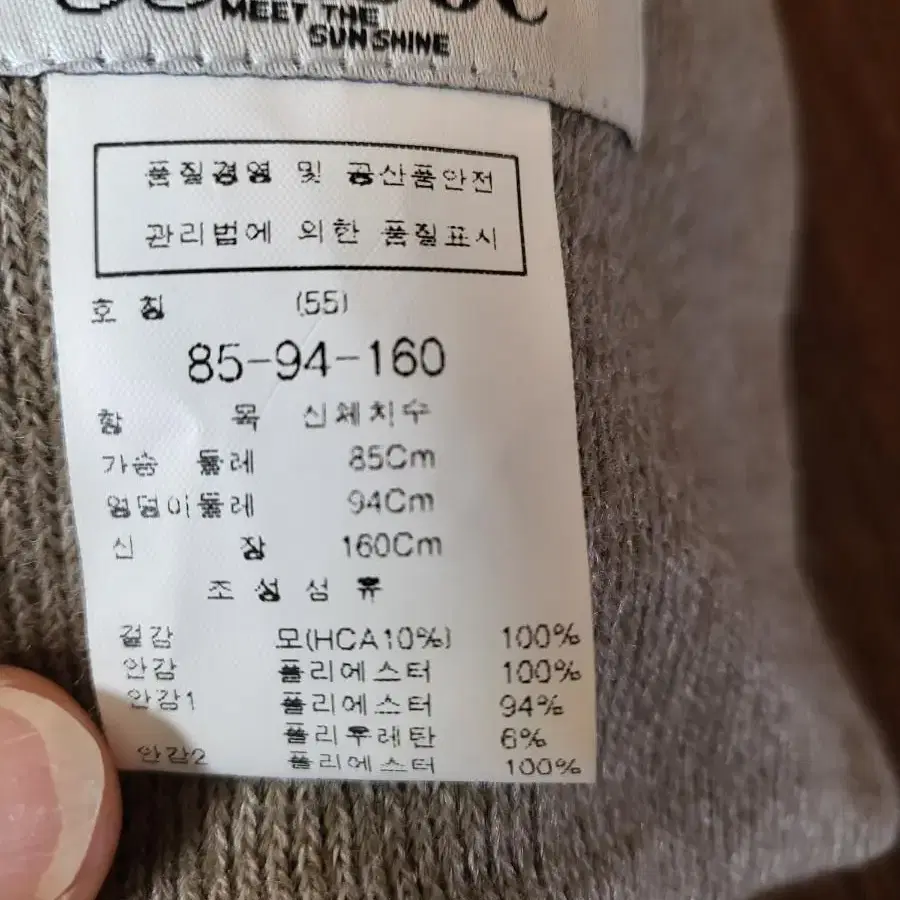 MEET THE
SUNSHINE
품질경영 및 공산품안전
관리법에 의한 품질표시
호칭 (55)
85-94-160
항 목 신체치수
가슴 둘레 85Cm
엉덩이둘레 94Cm
신 장 160Cm
조성섬유
겉감 모(HCA10%) 100%
안감 폴리에스터 100%
안감1 폴리에스터 94%
폴리우레탄 6%
안감2 폴리에스터 100%